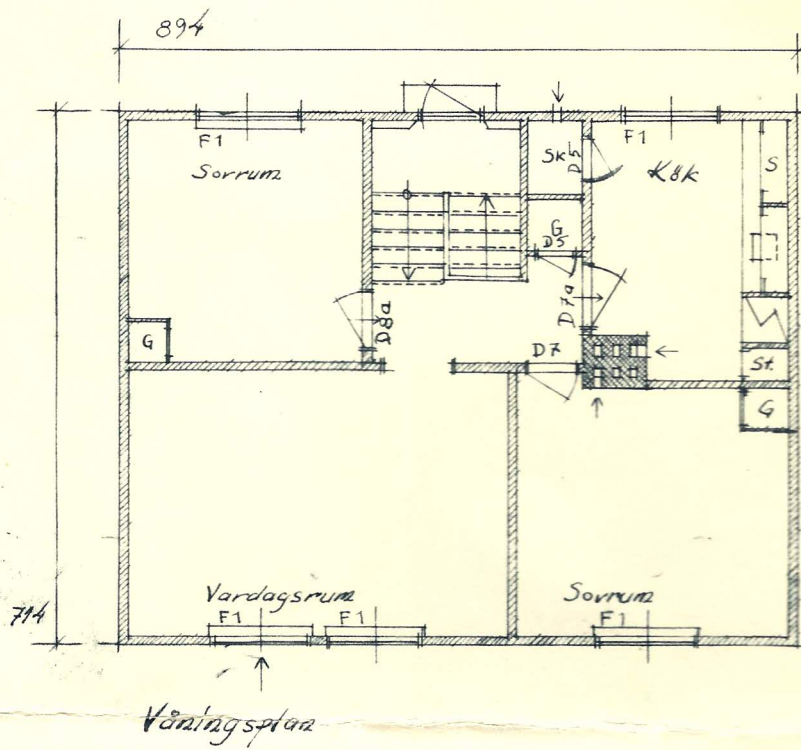 894
F1
Sovrum
Sk
D5
F1
Kök
S
G
D5
G
D8a
D7a
D7
St.
G
714
Vardagsrum
F1
F1
Sovrum
F1
Våningsplan